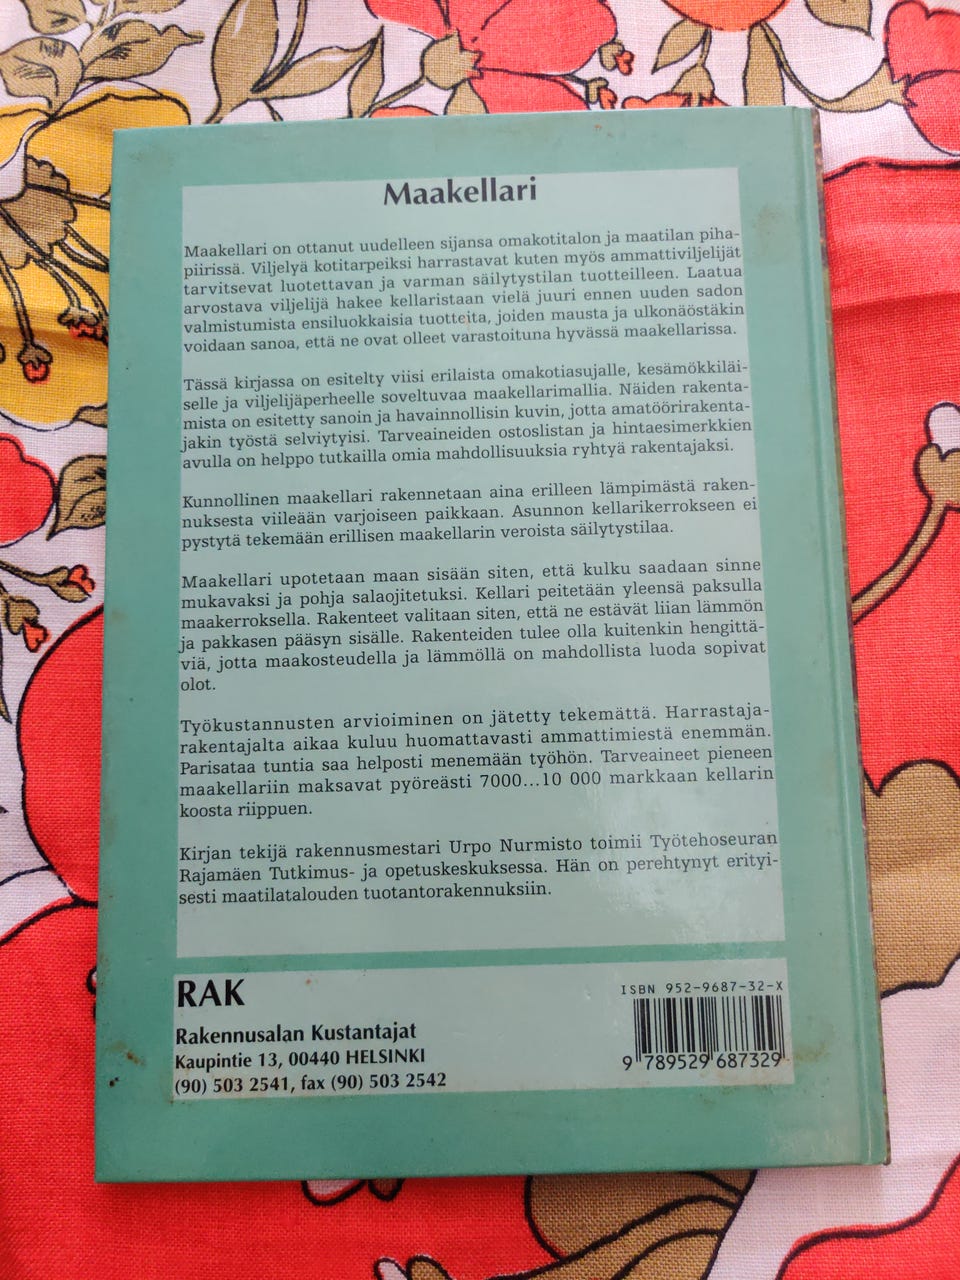 Maakellari
Maakellari on ottanut uudelleen sijansa omakotitalon ja maatilan piha-
piirissä. Viljelyä kotitarpeiksi harrastavat kuten myös ammattiviljelijät
tarvitsevat luotettavan ja varman säilytystilan tuotteilleen. Laatua
arvostava viljelijä hakee kellaristaan vielä juuri ennen uuden sadon
valmistumista ensiluokkaisia tuotteita, joiden mausta ja ulkonäöstäkin
voidaan sanoa, että ne ovat olleet varastoituna hyvässä maakellarissa.
Tässä kirjassa on esitelty viisi erilaista omakotiasujalle, kesämökkiläi-
selle ja viljelijäperheelle soveltuvaa maakellarimallia. Näiden rakenta-
mista on esitetty sanoin ja havainnollisin kuvin, jotta amatöörirakenta-
jakin työstä selviytyisi. Tarveaineiden ostoslistan ja hintaesimerkkien
avulla on helppo tutkailla omia mahdollisuuksia ryhtyä rakentajaksi.
Kunnollinen maakellari rakennetaan aina erilleen lämpimästä raken-
nuksesta viileään varjoiseen paikkaan. Asunnon kellarikerrokseen ei
pystytä tekemään erillisen maakellarin veroista säilytystilaa.
Maakellari upotetaan maan sisään siten, että kulku saadaan sinne
mukavaksi ja pohja salaojitetuksi. Kellari peitetään yleensä paksulla
maakerroksella. Rakenteet valitaan siten, että ne estävät liian lämmön
ja pakkasen pääsyn sisälle. Rakenteiden tulee olla kuitenkin hengittä-
viä, jotta maakosteudella ja lämmöllä on mahdollista luoda sopivat
olot.
Työkustannusten arvioiminen on jätetty tekemättä. Harrastaja-
rakentajalta aikaa kuluu huomattavasti ammattimiestä enemmän.
Parisataa tuntia saa helposti menemään työhön. Tarveaineet pieneen
maakellariin maksavat pyöreästi 7000...10 000 markkaan kellarin
koosta riippuen.
Kirjan tekijä rakennusmestari Urpo Nurmisto toimii Työtehoseuran
Rajamäen Tutkimus- ja opetuskeskuksessa. Hän on perehtynyt erityi-
sesti maatilatalouden tuotantorakennuksiin.
RAK
Rakennusalan Kustantajat
Kaupintie 13, 00440 HELSINKI
(90) 503 2541, fax (90) 503 2542
ISBN 952-9687-32-X
9 789529 687329